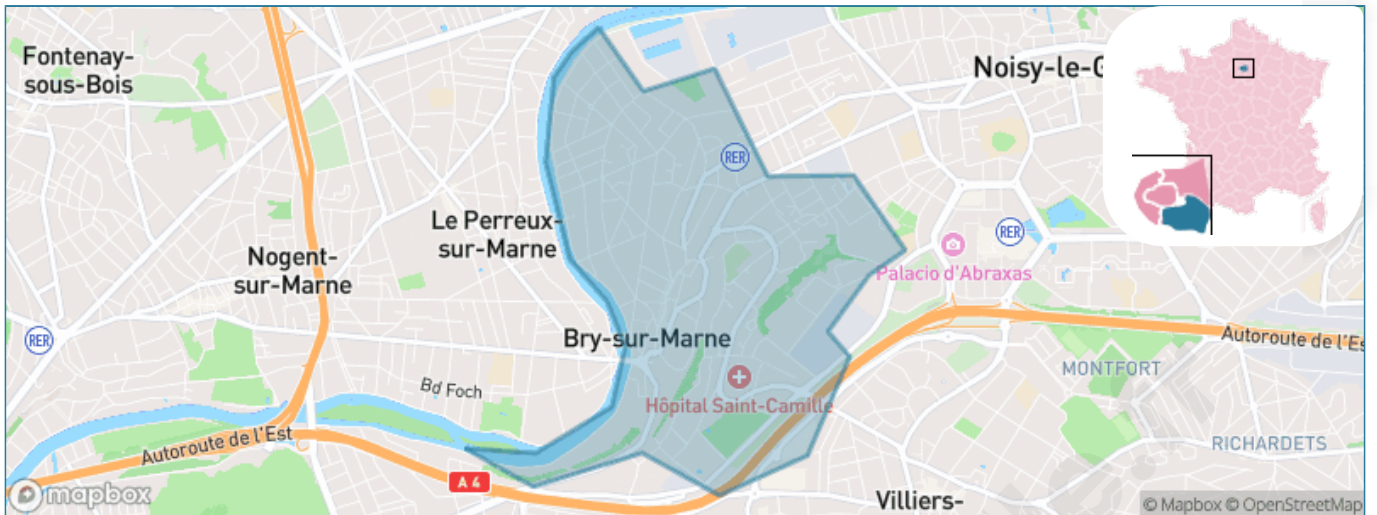 Fontenay-
sous-Bois
Noisy-le-G
RER
Le Perreux-
sur-Marne
RER
Nogent-
sur-Marne
Palacio d'Abraxas
RER
Bry-sur-Marne
Autoroute de l'Es
MONTFORT
Bd Foch
Hôpital Saint-Camille
Autoroute de l'Est
RICHARDETS
A 4
mapbox
Villiers-
© Mapbox © OpenStreetMap